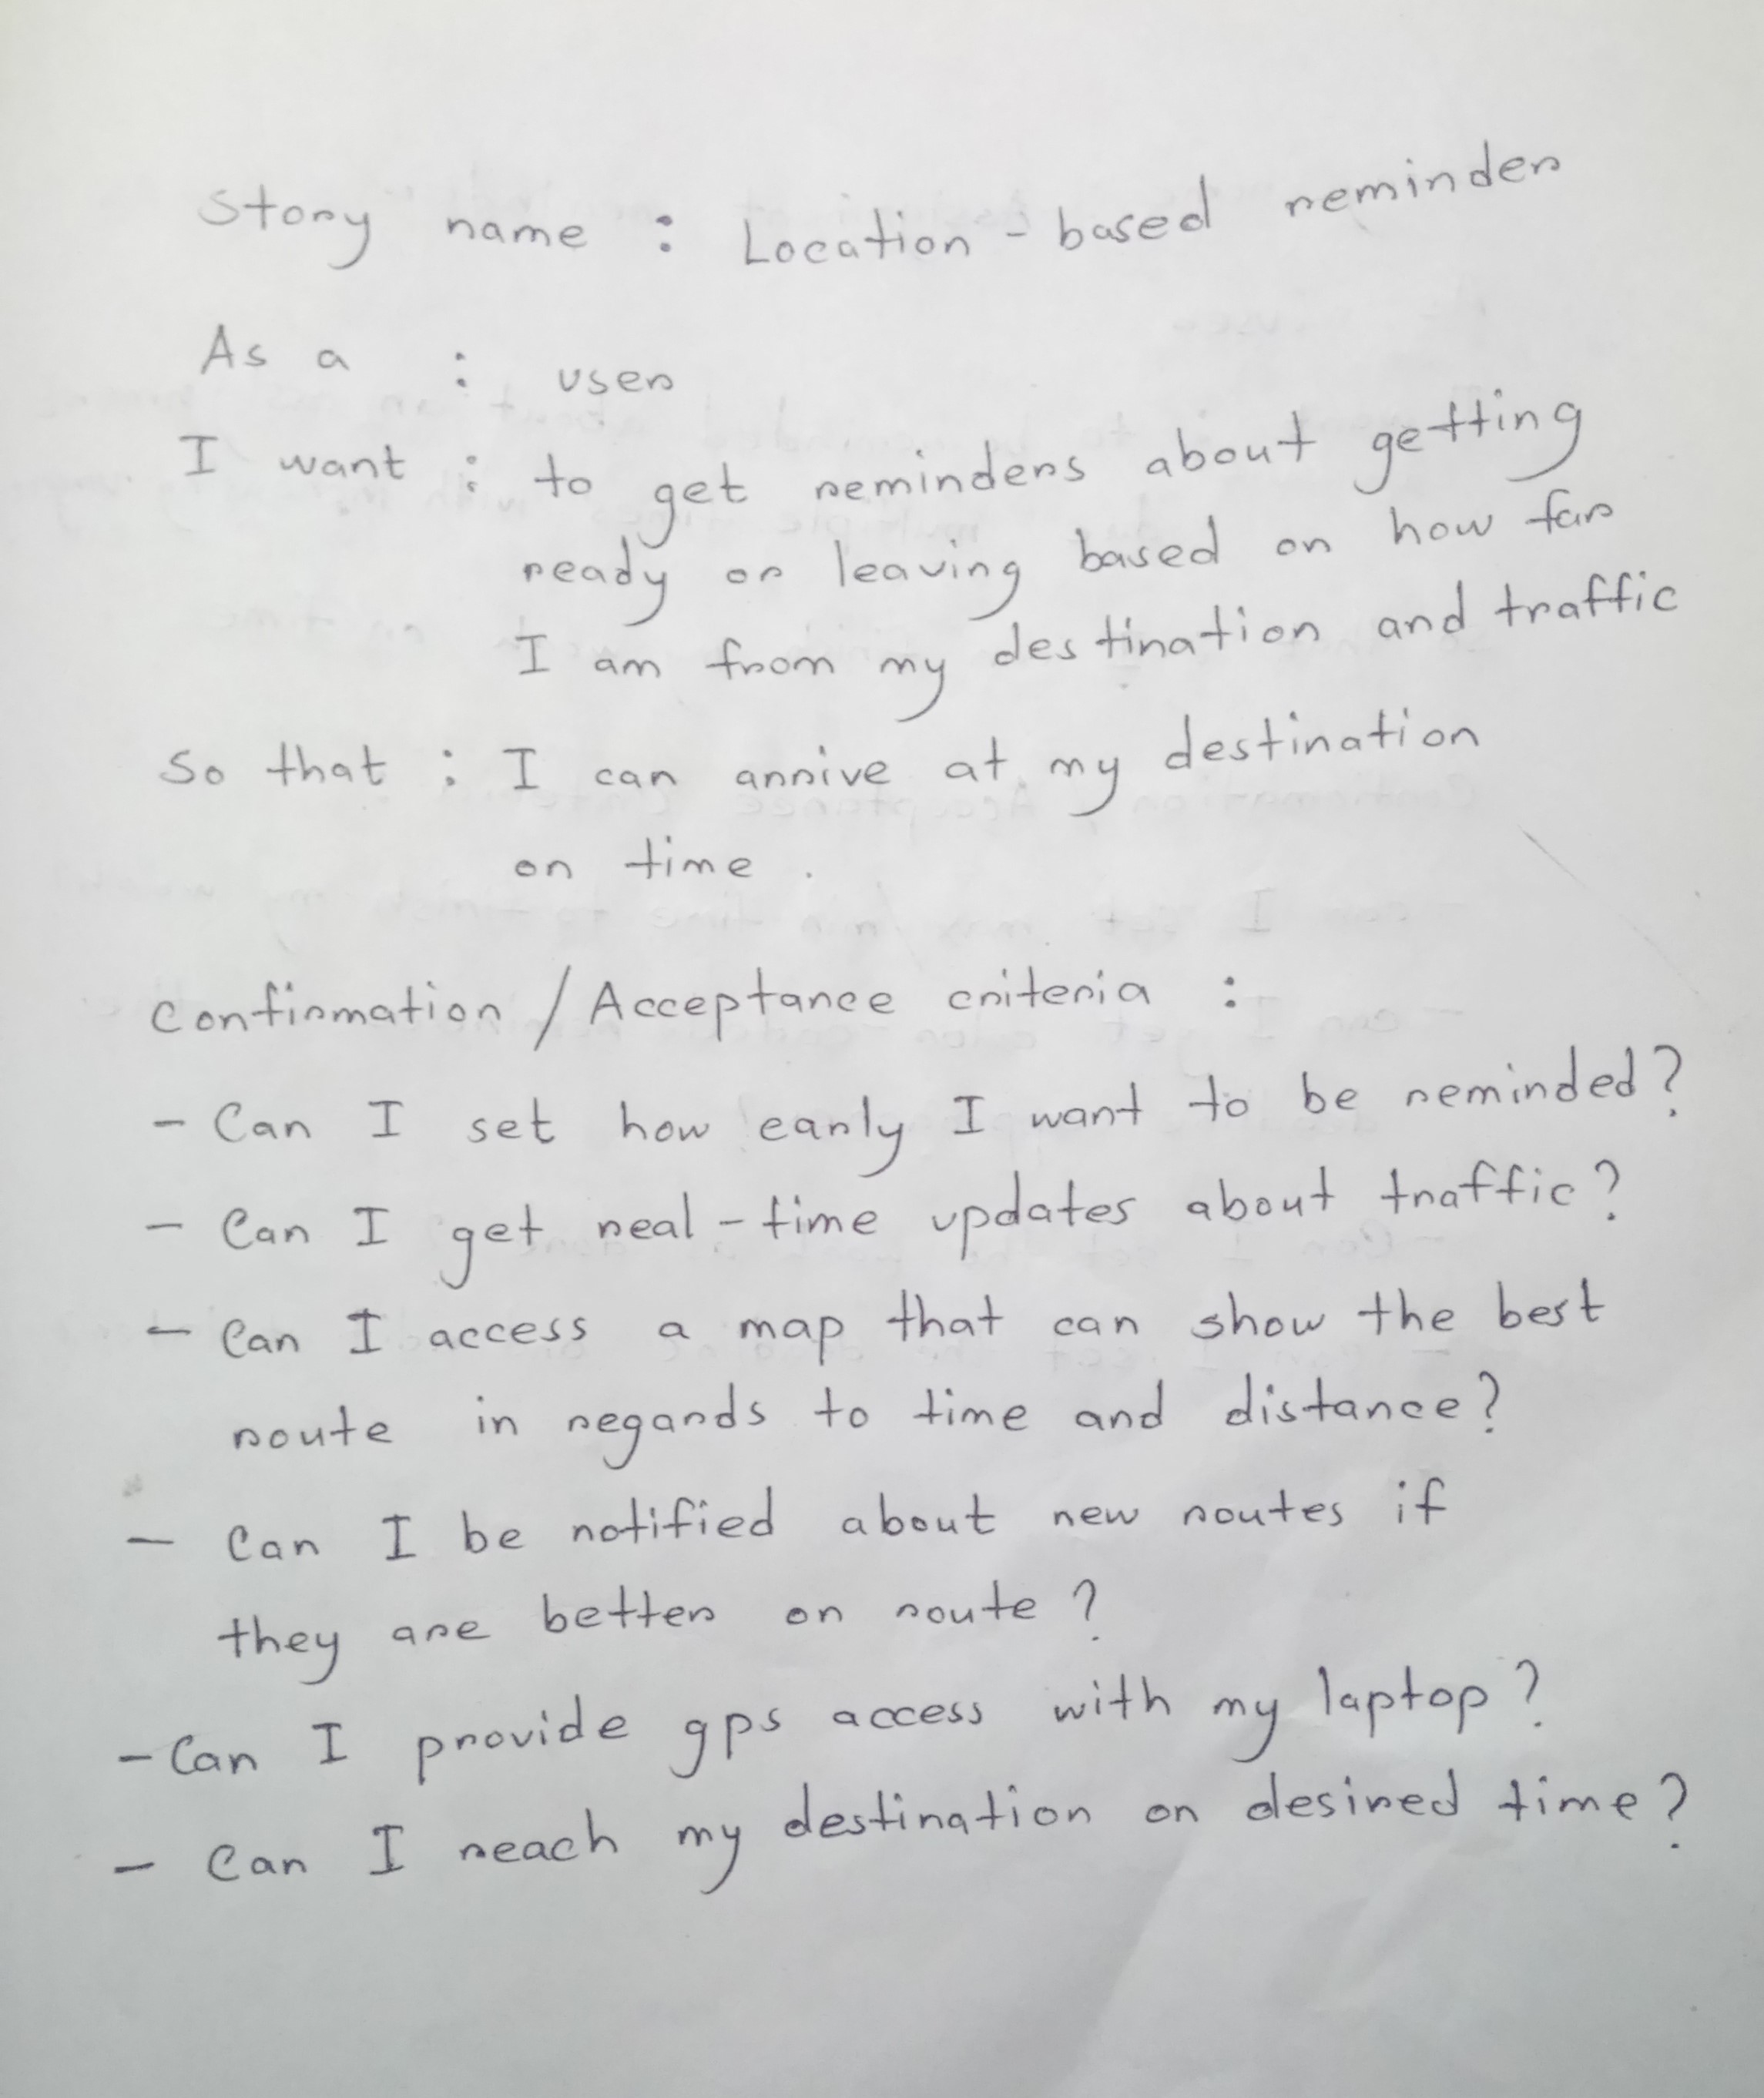 Story name : Location - based reminder
As a : user
I want : to get reminders about getting
ready or leaving based on how far
I am from my destination and traffic
So that : I can arrive at my destination
on time .
Confirmation / Acceptance criteria :
- Can I set how early I want to be reminded?
- Can I get real-time updates about traffic?
- Can I access a map that can show the best
route in regards to time and distance?
- Can I be notified about new routes if
they are better on route?
- Can I provide gps access with my laptop?
- Can I reach my destination on desired time?